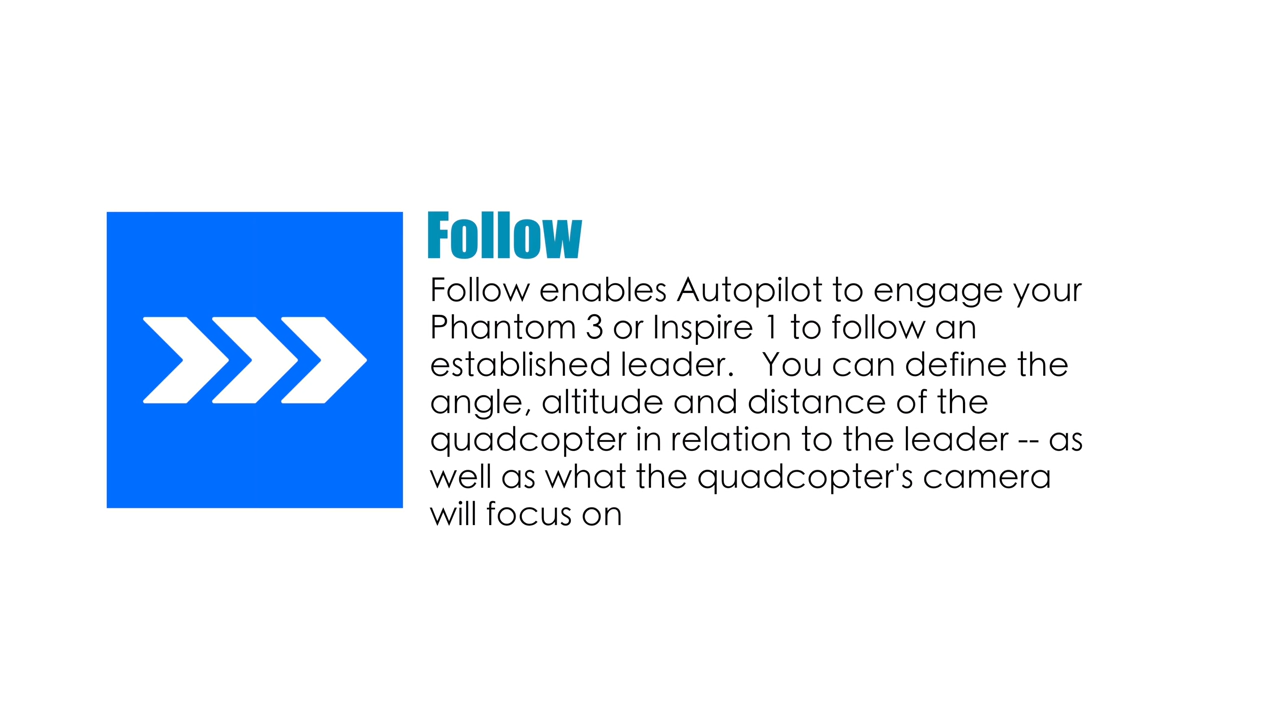 Follow
Follow enables Autopilot to engage your
Phantom 3 or Inspire 1 to follow an
established leader.   You can define the
angle, altitude and distance of the
quadcopter in relation to the leader -- as
well as what the quadcopter's camera
will focus on